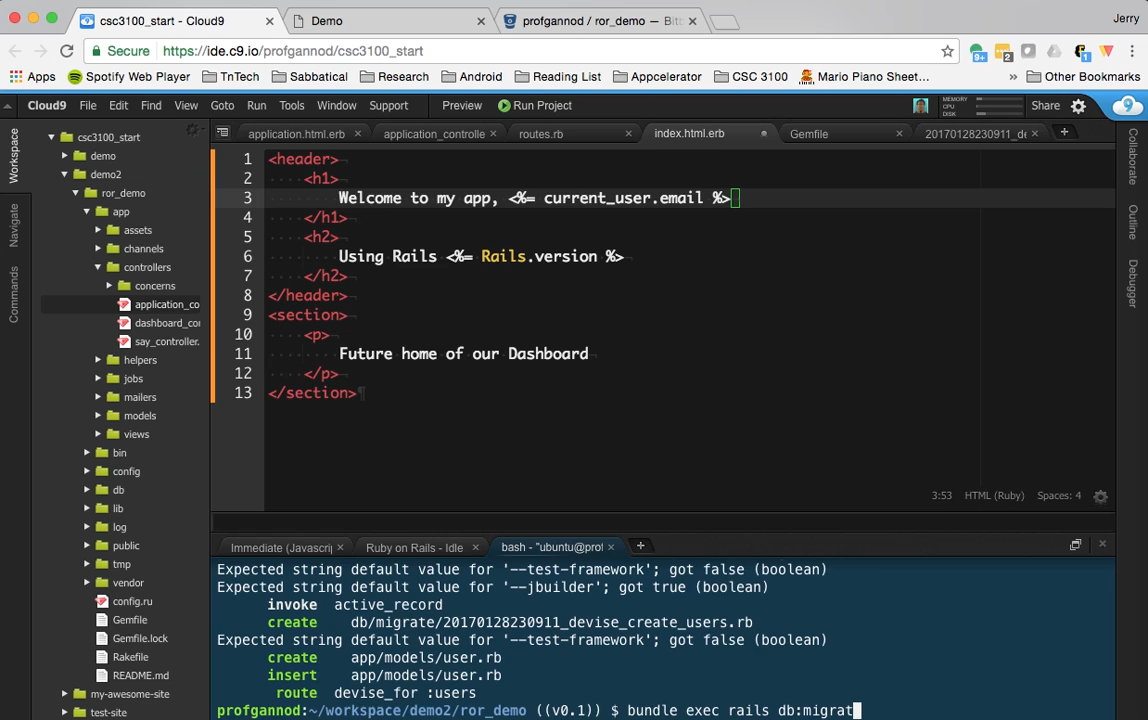 csc3100_start - Cloud9
Demo
profgannod / ror_demo — Bitb
Jerry
Secure https://ide.c9.io/profgannod/csc3100_start
9+
2
1
Apps Spotify Web Player TnTech Sabbatical Research Android Reading List Appcelerator CSC 3100 Mario Piano Sheet... » Other Bookmarks
Cloud9 File Edit Find View Goto Run Tools Window Support Preview Run Project MEMORY CPU DISK Share
application.html.erb application_controlle routes.rb index.html.erb Gemfile 20170128230911_de
Workspace
Navigate
Commands
csc3100_start
demo
demo2
ror_demo
app
assets
channels
controllers
concerns
application_co
dashboard_co
say_controller.
helpers
jobs
mailers
models
views
bin
config
db
lib
log
public
tmp
vendor
config.ru
Gemfile
Gemfile.lock
Rakefile
README.md
my-awesome-site
test-site
1 <header>
2 <h1>
3 Welcome to my app, <%= current_user.email %>
4 </h1>
5 <h2>
6 Using Rails <%= Rails.version %>
7 </h2>
8 </header>
9 <section>
10 <p>
11 Future home of our Dashboard
12 </p>
13 </section>
3:53 HTML (Ruby) Spaces: 4
Collaborate
Outline
Debugger
Immediate (Javascrip Ruby on Rails - Idle bash - "ubuntu@prof
Expected string default value for '--test-framework'; got false (boolean)
Expected string default value for '--jbuilder'; got true (boolean)
invoke active_record
create db/migrate/20170128230911_devise_create_users.rb
Expected string default value for '--test-framework'; got false (boolean)
create app/models/user.rb
insert app/models/user.rb
route devise_for :users
profgannod:~/workspace/demo2/ror_demo ((v0.1)) $ bundle exec rails db:migrat